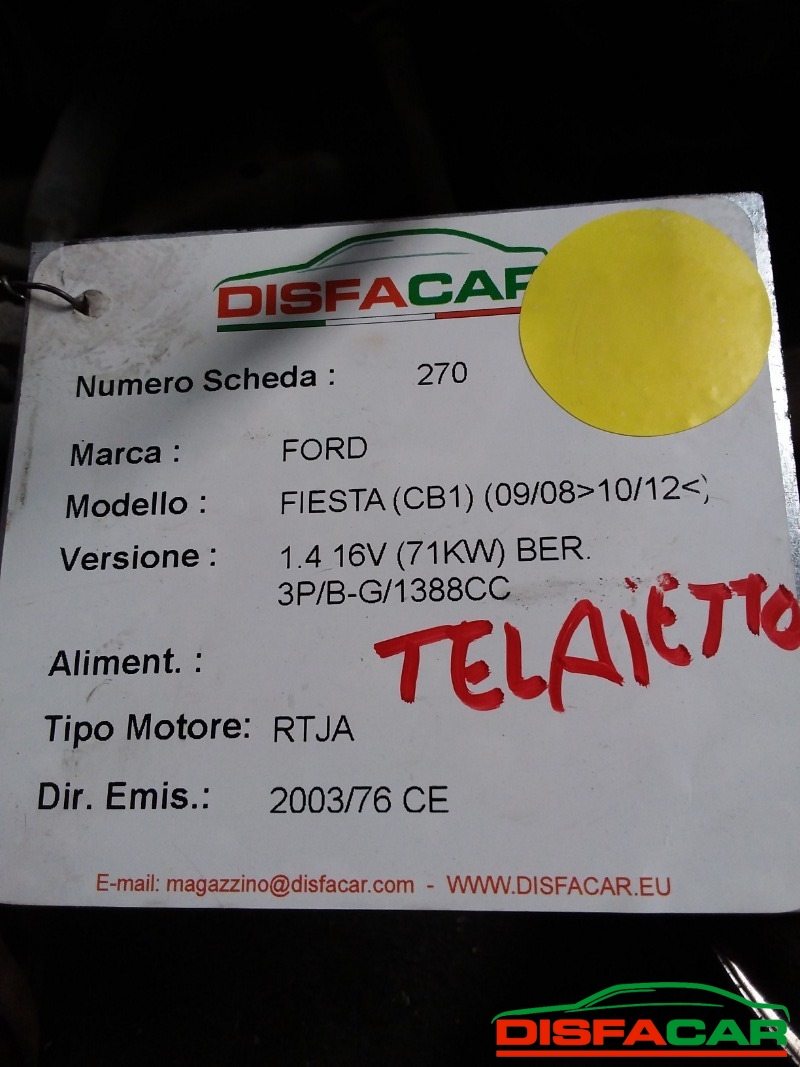 DISFACAR
Numero Scheda : 270
Marca : FORD
Modello : FIESTA (CB1) (09/08>10/12<)
Versione : 1.4 16V (71KW) BER.
3P/B-G/1388CC
TELAIETTO
Aliment. :
Tipo Motore: RTJA
Dir. Emis.: 2003/76 CE
E-mail: magazzino@disfacar.com - WWW.DISFACAR.EU
DISFACAR